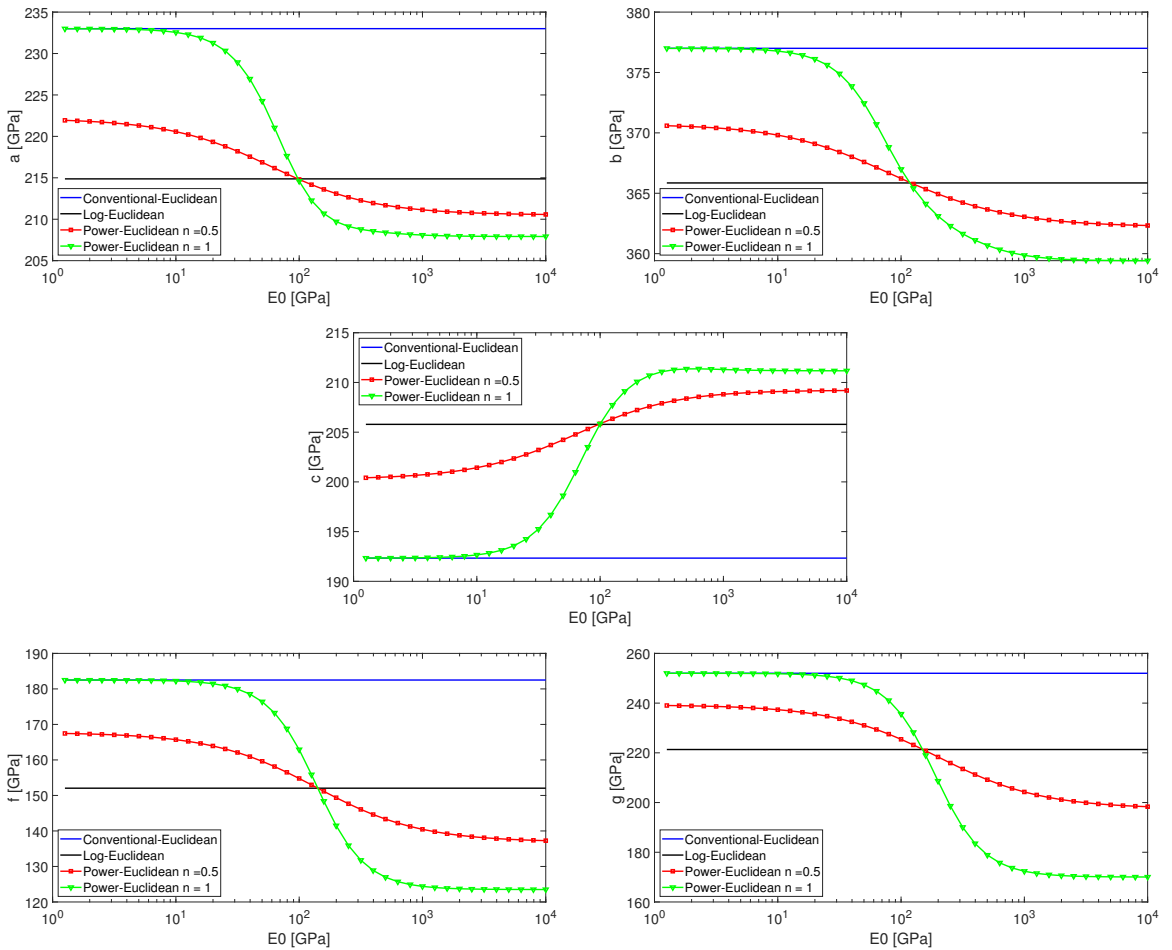 235
230
225
220
215
210
205
a [GPa]
Conventional-Euclidean
Log-Euclidean
Power-Euclidean n =0.5
Power-Euclidean n = 1
10^0 10^1 10^2 10^3 10^4
E0 [GPa]
380
375
370
365
360
b [GPa]
Conventional-Euclidean
Log-Euclidean
Power-Euclidean n =0.5
Power-Euclidean n = 1
10^0 10^1 10^2 10^3 10^4
E0 [GPa]
215
210
205
200
195
190
c [GPa]
Conventional-Euclidean
Log-Euclidean
Power-Euclidean n =0.5
Power-Euclidean n = 1
10^0 10^1 10^2 10^3 10^4
E0 [GPa]
190
180
170
160
150
140
130
120
f [GPa]
Conventional-Euclidean
Log-Euclidean
Power-Euclidean n =0.5
Power-Euclidean n = 1
10^0 10^1 10^2 10^3 10^4
E0 [GPa]
260
240
220
200
180
160
g [GPa]
Conventional-Euclidean
Log-Euclidean
Power-Euclidean n =0.5
Power-Euclidean n = 1
10^0 10^1 10^2 10^3 10^4
E0 [GPa]